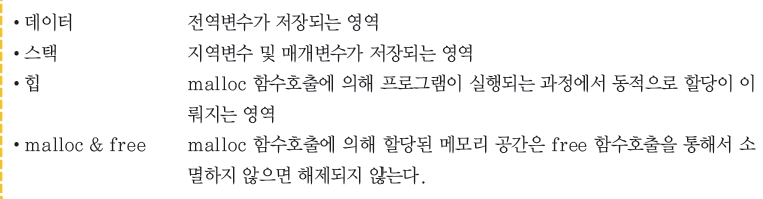 • 데이터 전역변수가 저장되는 영역
• 스택 지역변수 및 매개변수가 저장되는 영역
• 힙 malloc 함수호출에 의해 프로그램이 실행되는 과정에서 동적으로 할당이 이
뤄지는 영역
• malloc & free malloc 함수호출에 의해 할당된 메모리 공간은 free 함수호출을 통해서 소
멸하지 않으면 해제되지 않는다.